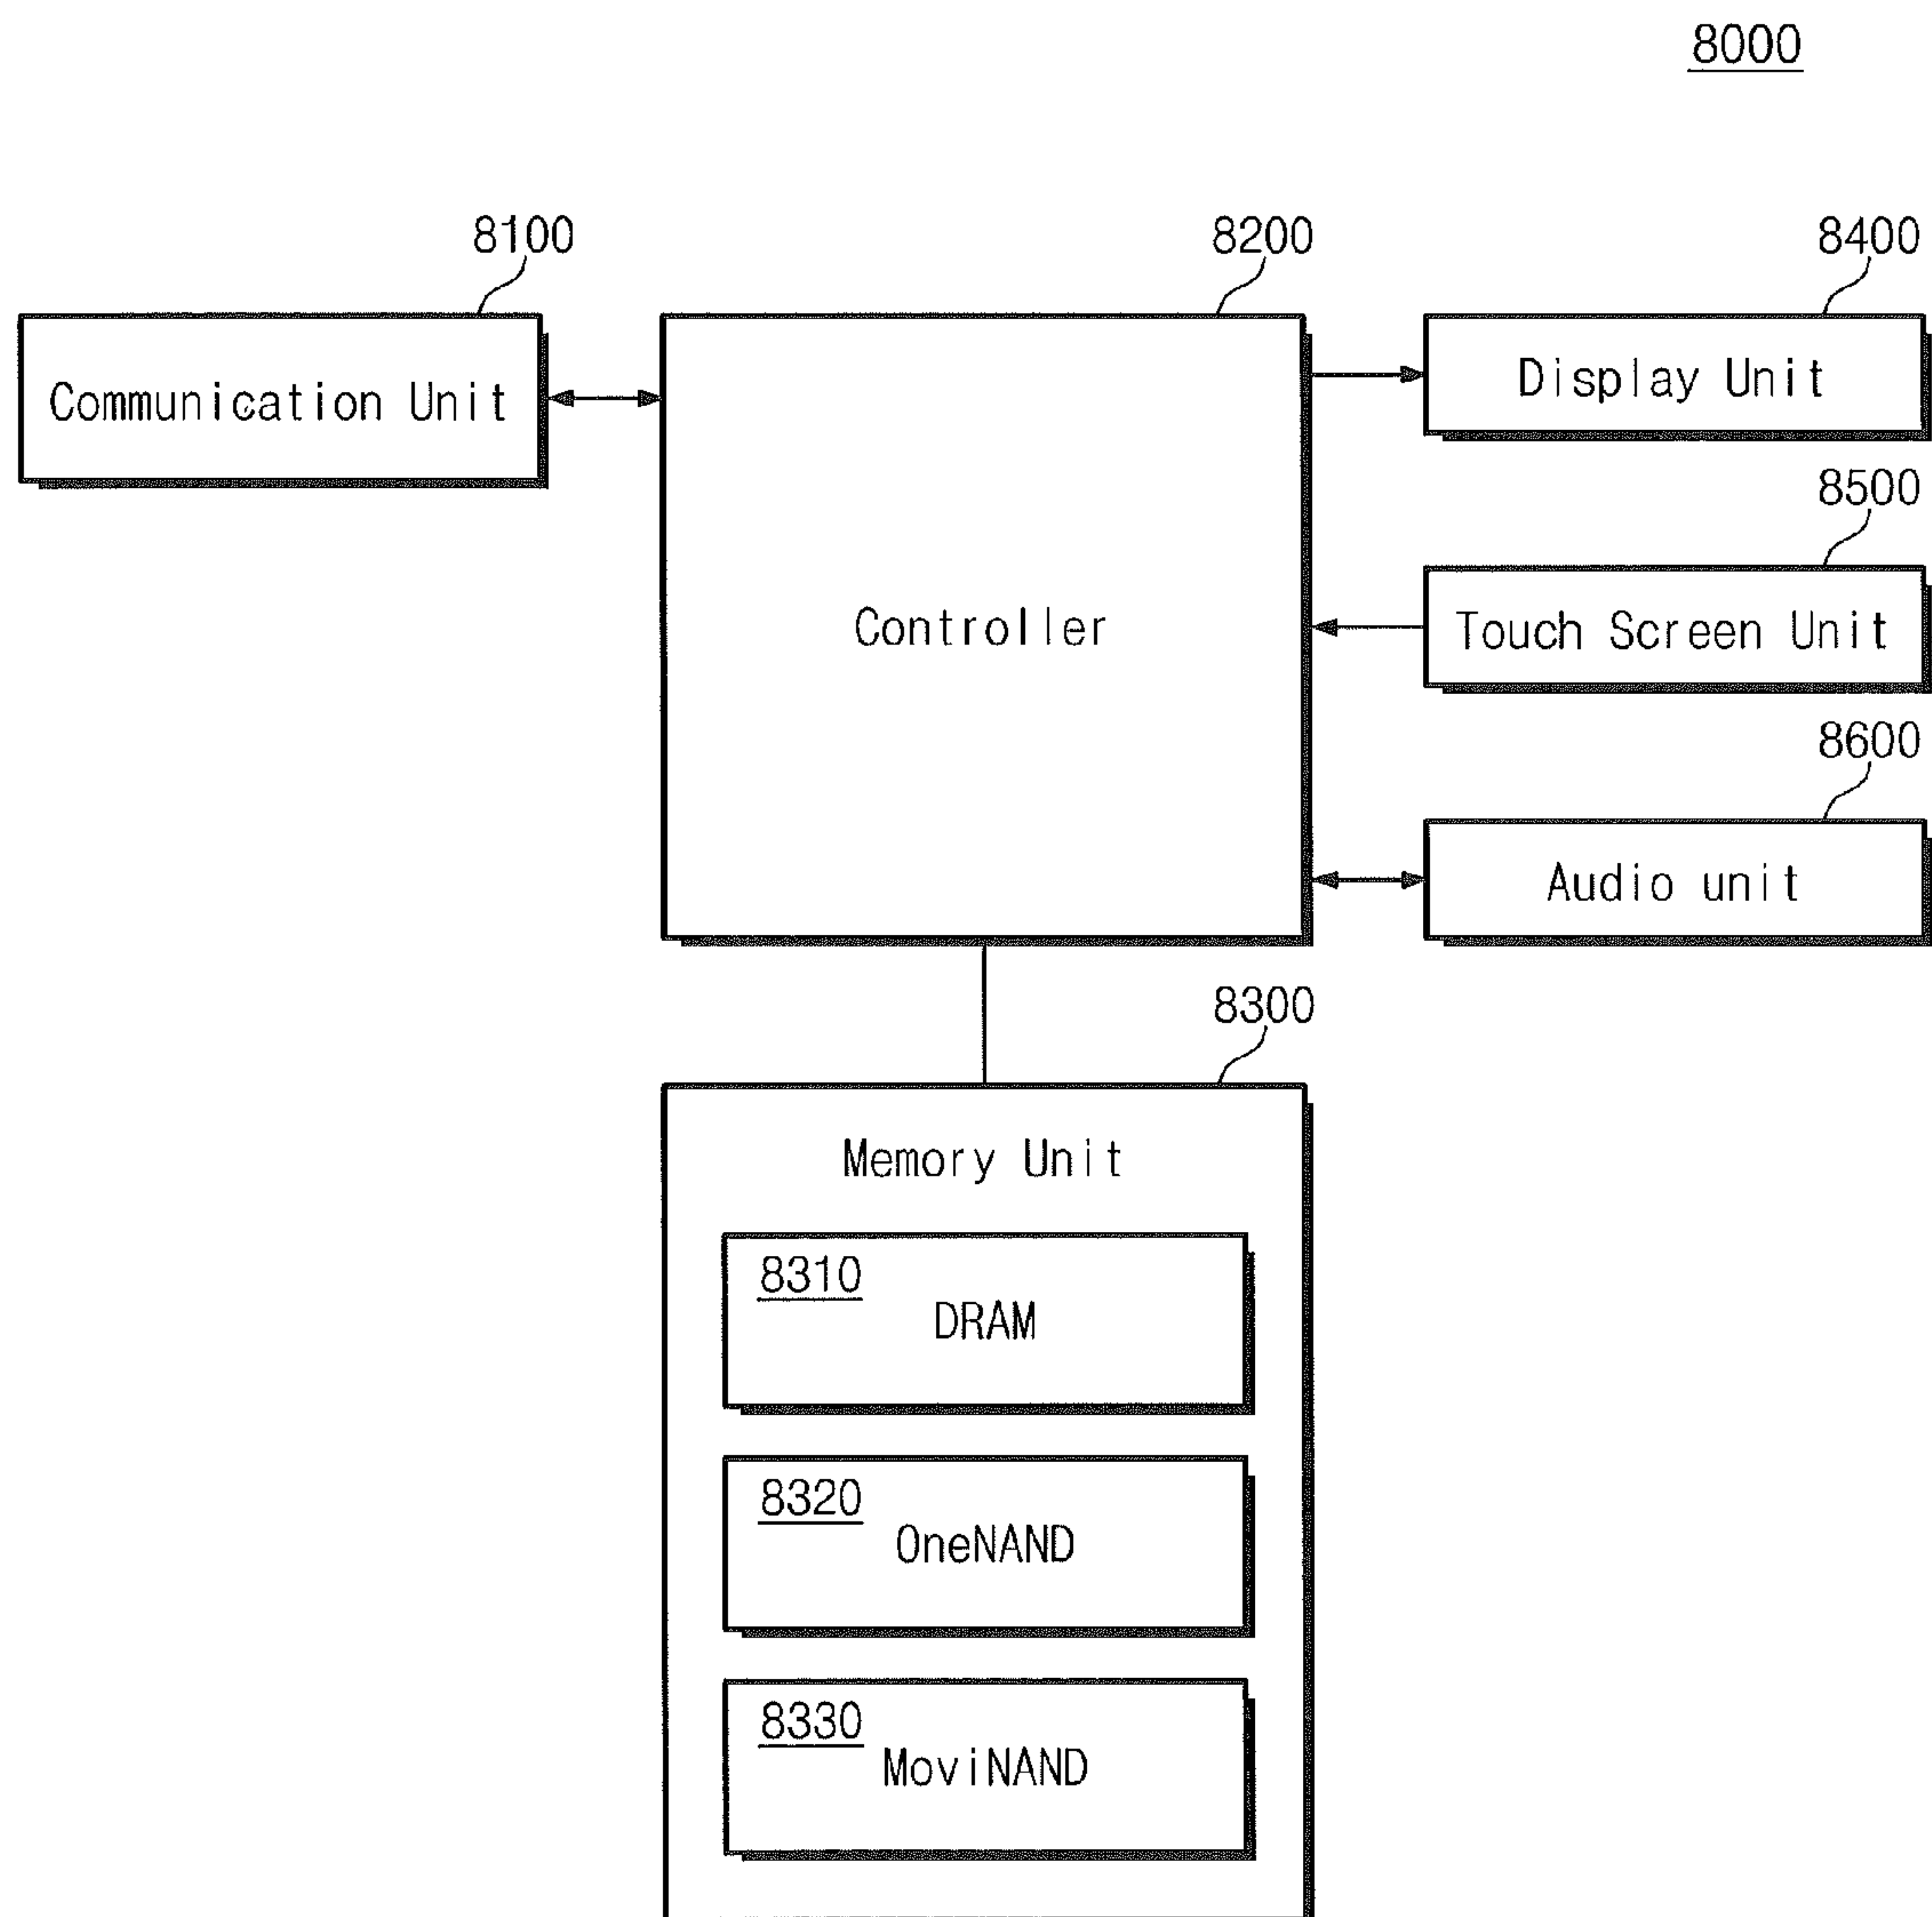 8000
8100
8200
8400
Communication Unit
Display Unit
8500
Controller
Touch Screen Unit
8600
Audio unit
8300
Memory Unit
8310
DRAM
8320
OneNAND
8330
MoviNAND